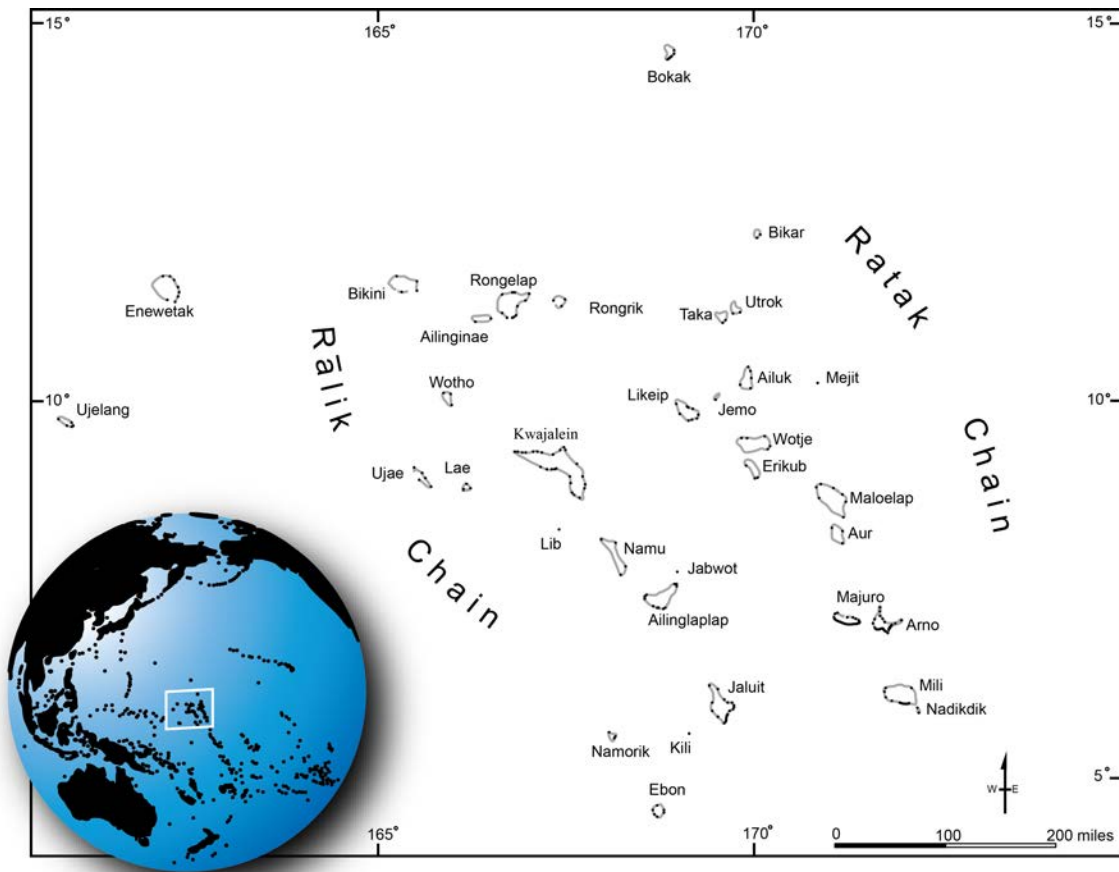 15°
165°
170°
15°
Bokak
Bikar
Ratak
Enewetak
Bikini
Rongelap
Rongrik
Ailinginae
Taka
Utrok
Rālik
Wotho
Ailuk
Mejit
Likeip
Jemo
10°
Ujelang
10°
Kwajalein
Wotje
Chain
Ujae
Lae
Erikub
Maloelap
Lib
Namu
Aur
Chain
Jabwot
Ailinglaplap
Majuro
Arno
Jaluit
Mili
Nadikdik
Namorik
Kili
Ebon
W E
5°
165°
170°
0 100 200 miles